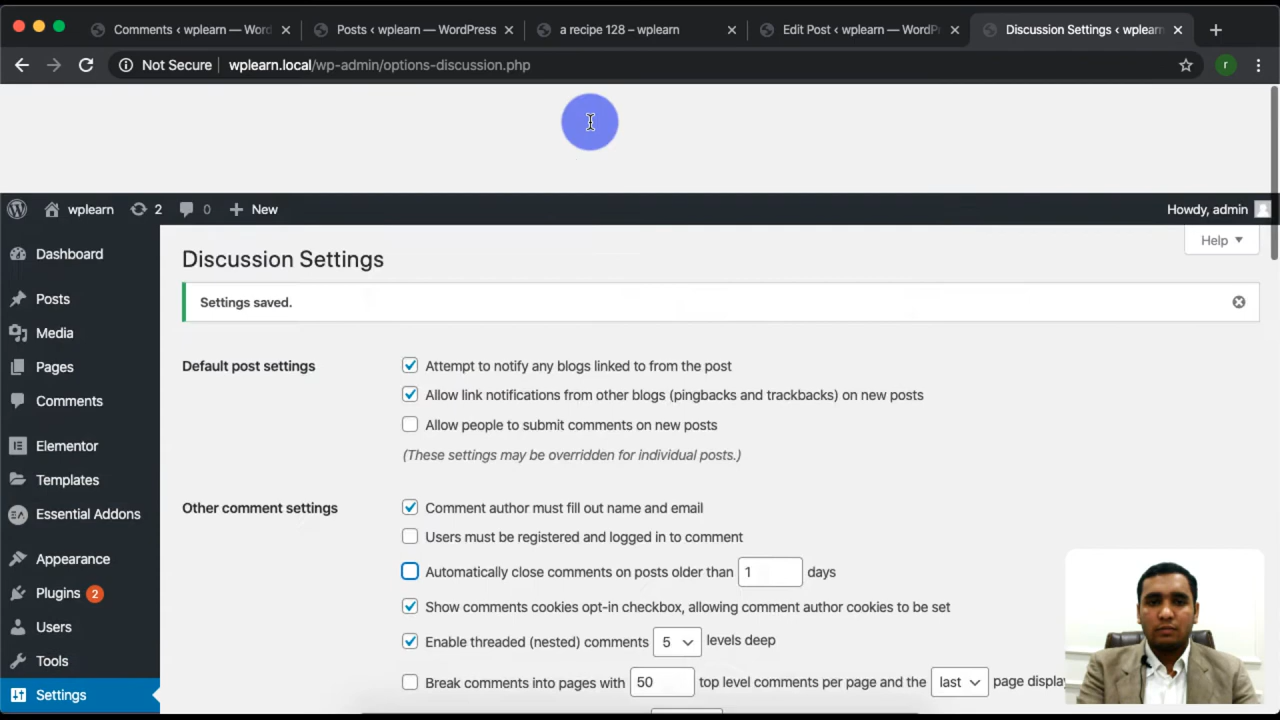 Comments ‹ wplearn — Word
Posts ‹ wplearn — WordPress
a recipe 128 – wplearn
Edit Post ‹ wplearn — WordP
Discussion Settings ‹ wplearn
Not Secure
wplearn.local/wp-admin/options-discussion.php
r
wplearn
2
0
New
Howdy, admin
Help
Dashboard
Posts
Media
Pages
Comments
Elementor
Templates
Essential Addons
Appearance
Plugins 2
Users
Tools
Settings
Discussion Settings
Settings saved.
Default post settings
Attempt to notify any blogs linked to from the post
Allow link notifications from other blogs (pingbacks and trackbacks) on new posts
Allow people to submit comments on new posts
(These settings may be overridden for individual posts.)
Other comment settings
Comment author must fill out name and email
Users must be registered and logged in to comment
Automatically close comments on posts older than 1 days
Show comments cookies opt-in checkbox, allowing comment author cookies to be set
Enable threaded (nested) comments 5 levels deep
Break comments into pages with 50 top level comments per page and the last page displa